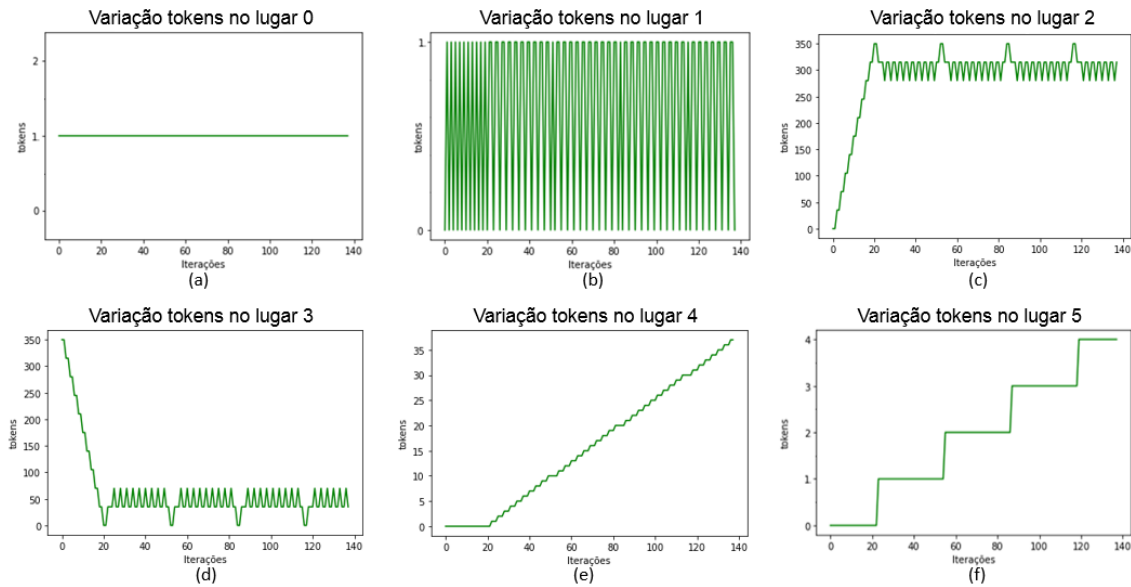 Variação tokens no lugar 0
2
1
0
tokens
0 20 40 60 80 100 120 140
Iterações
(a)
Variação tokens no lugar 1
1
0
tokens
0 20 40 60 80 100 120 140
Iterações
(b)
Variação tokens no lugar 2
350
300
250
200
150
100
50
0
tokens
0 20 40 60 80 100 120 140
Iterações
(c)
Variação tokens no lugar 3
350
300
250
200
150
100
50
0
tokens
0 20 40 60 80 100 120 140
Iterações
(d)
Variação tokens no lugar 4
35
30
25
20
15
10
5
0
tokens
0 20 40 60 80 100 120 140
Iterações
(e)
Variação tokens no lugar 5
4
3
2
1
0
tokens
0 20 40 60 80 100 120 140
Iterações
(f)